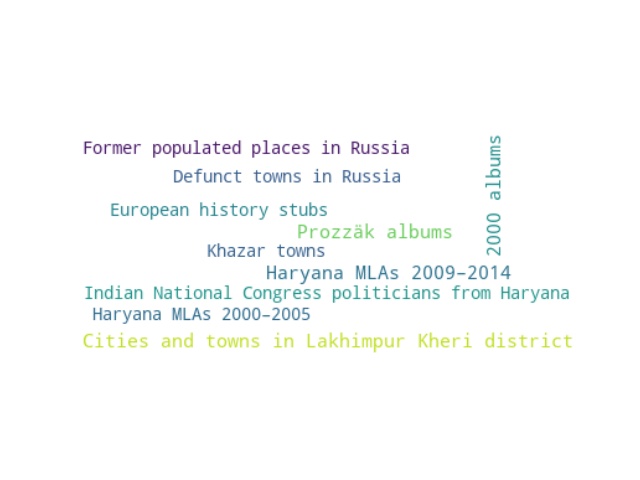 Former populated places in Russia
2000 albums
Defunct towns in Russia
European history stubs
Prozzäk albums
Khazar towns
Haryana MLAs 2009–2014
Indian National Congress politicians from Haryana
Haryana MLAs 2000–2005
Cities and towns in Lakhimpur Kheri district